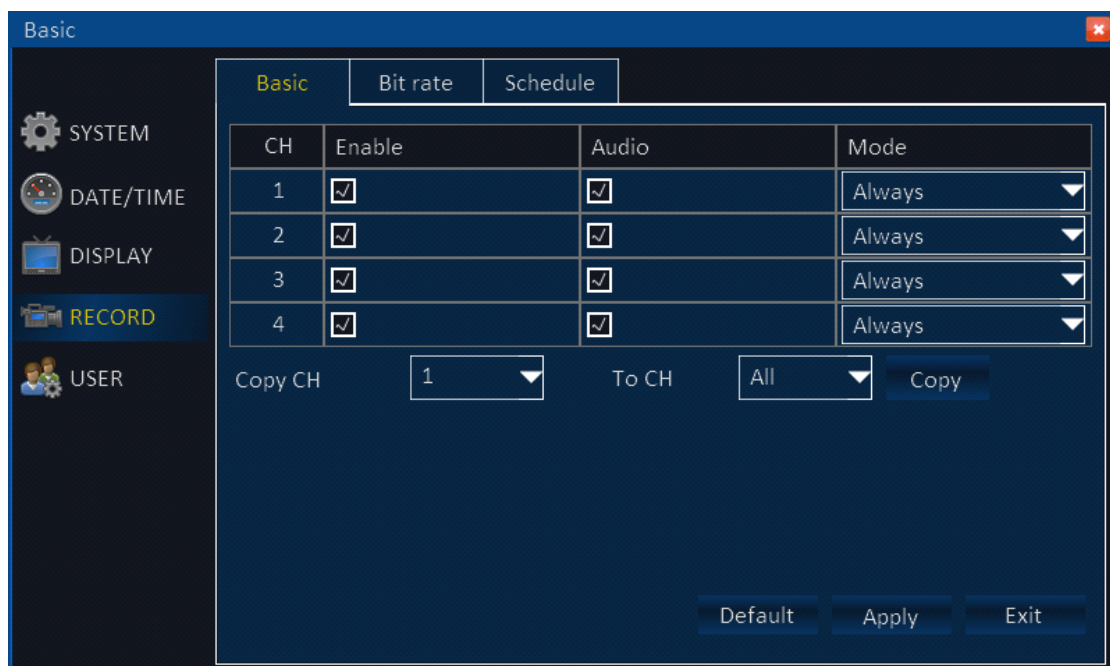 Basic
Basic Bit rate Schedule
SYSTEM
DATE/TIME
DISPLAY
RECORD
USER
CH Enable Audio Mode
1 Always
2 Always
3 Always
4 Always
Copy CH 1 To CH All Copy
Default Apply Exit